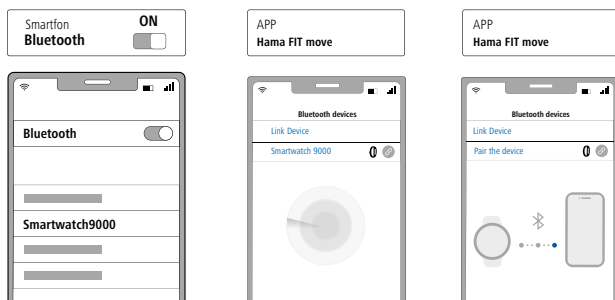 Smartfon
ON
Bluetooth
Bluetooth
Smartwatch9000
APP
Hama FIT move
Bluetooth devices
Link Device
Smartwatch 9000
APP
Hama FIT move
Bluetooth devices
Link Device
Pair the device